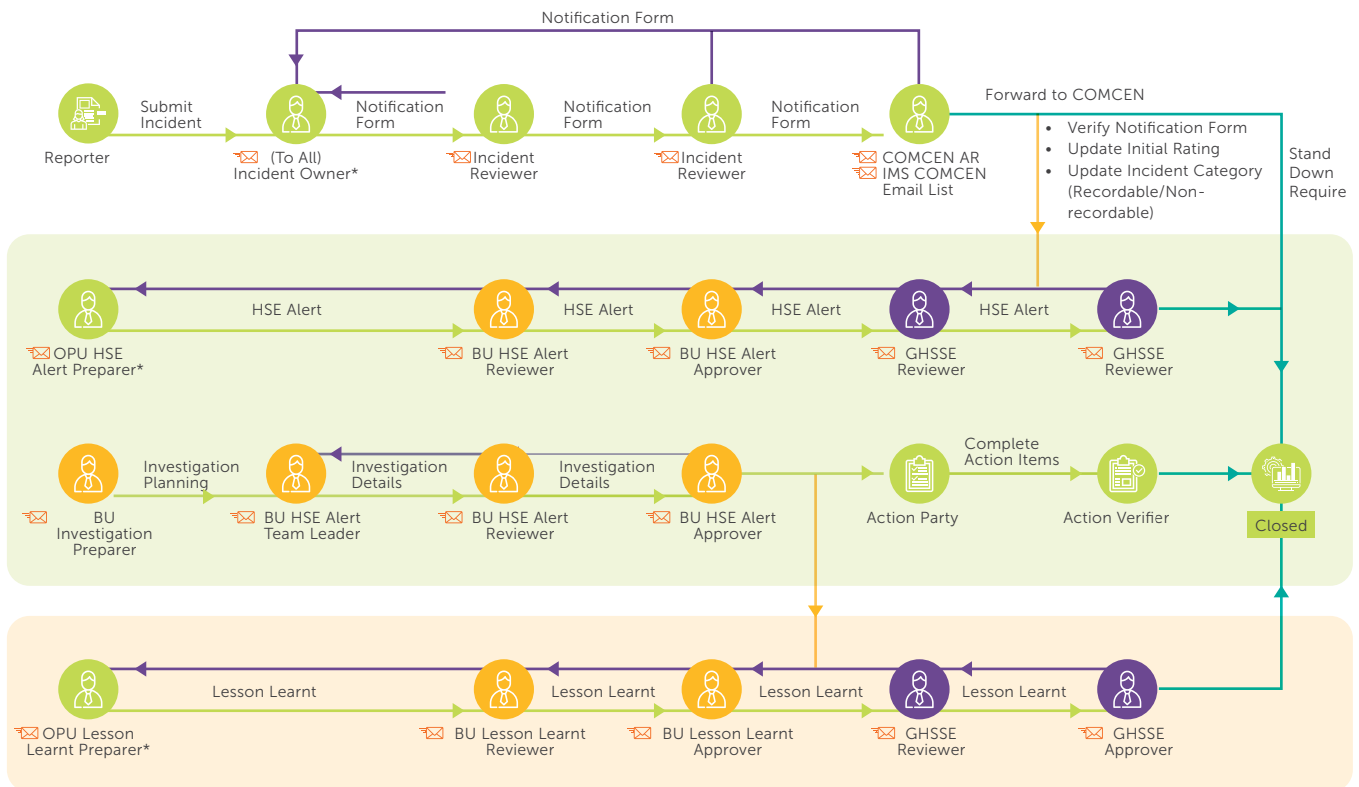 Notification Form
Submit
Incident
Notification
Form
Notification
Form
Notification
Form
Forward to COMCEN
Reporter
(To All)
Incident Owner*
Incident
Reviewer
Incident
Reviewer
COMCEN AR
IMS COMCEN
Email List
• Verify Notification Form
• Update Initial Rating
• Update Incident Category
(Recordable/Non-
recordable)
Stand
Down
Require
HSE Alert
HSE Alert
HSE Alert
HSE Alert
OPU HSE
Alert Preparer*
BU HSE Alert
Reviewer
BU HSE Alert
Approver
GHSSE
Reviewer
GHSSE
Reviewer
Investigation
Planning
Investigation
Details
Investigation
Details
Complete
Action Items
BU
Investigation
Preparer
BU HSE Alert
Team Leader
BU HSE Alert
Reviewer
BU HSE Alert
Approver
Action Party
Action Verifier
Closed
Lesson Learnt
Lesson Learnt
Lesson Learnt
Lesson Learnt
OPU Lesson
Learnt Preparer*
BU Lesson Learnt
Reviewer
BU Lesson Learnt
Approver
GHSSE
Reviewer
GHSSE
Approver